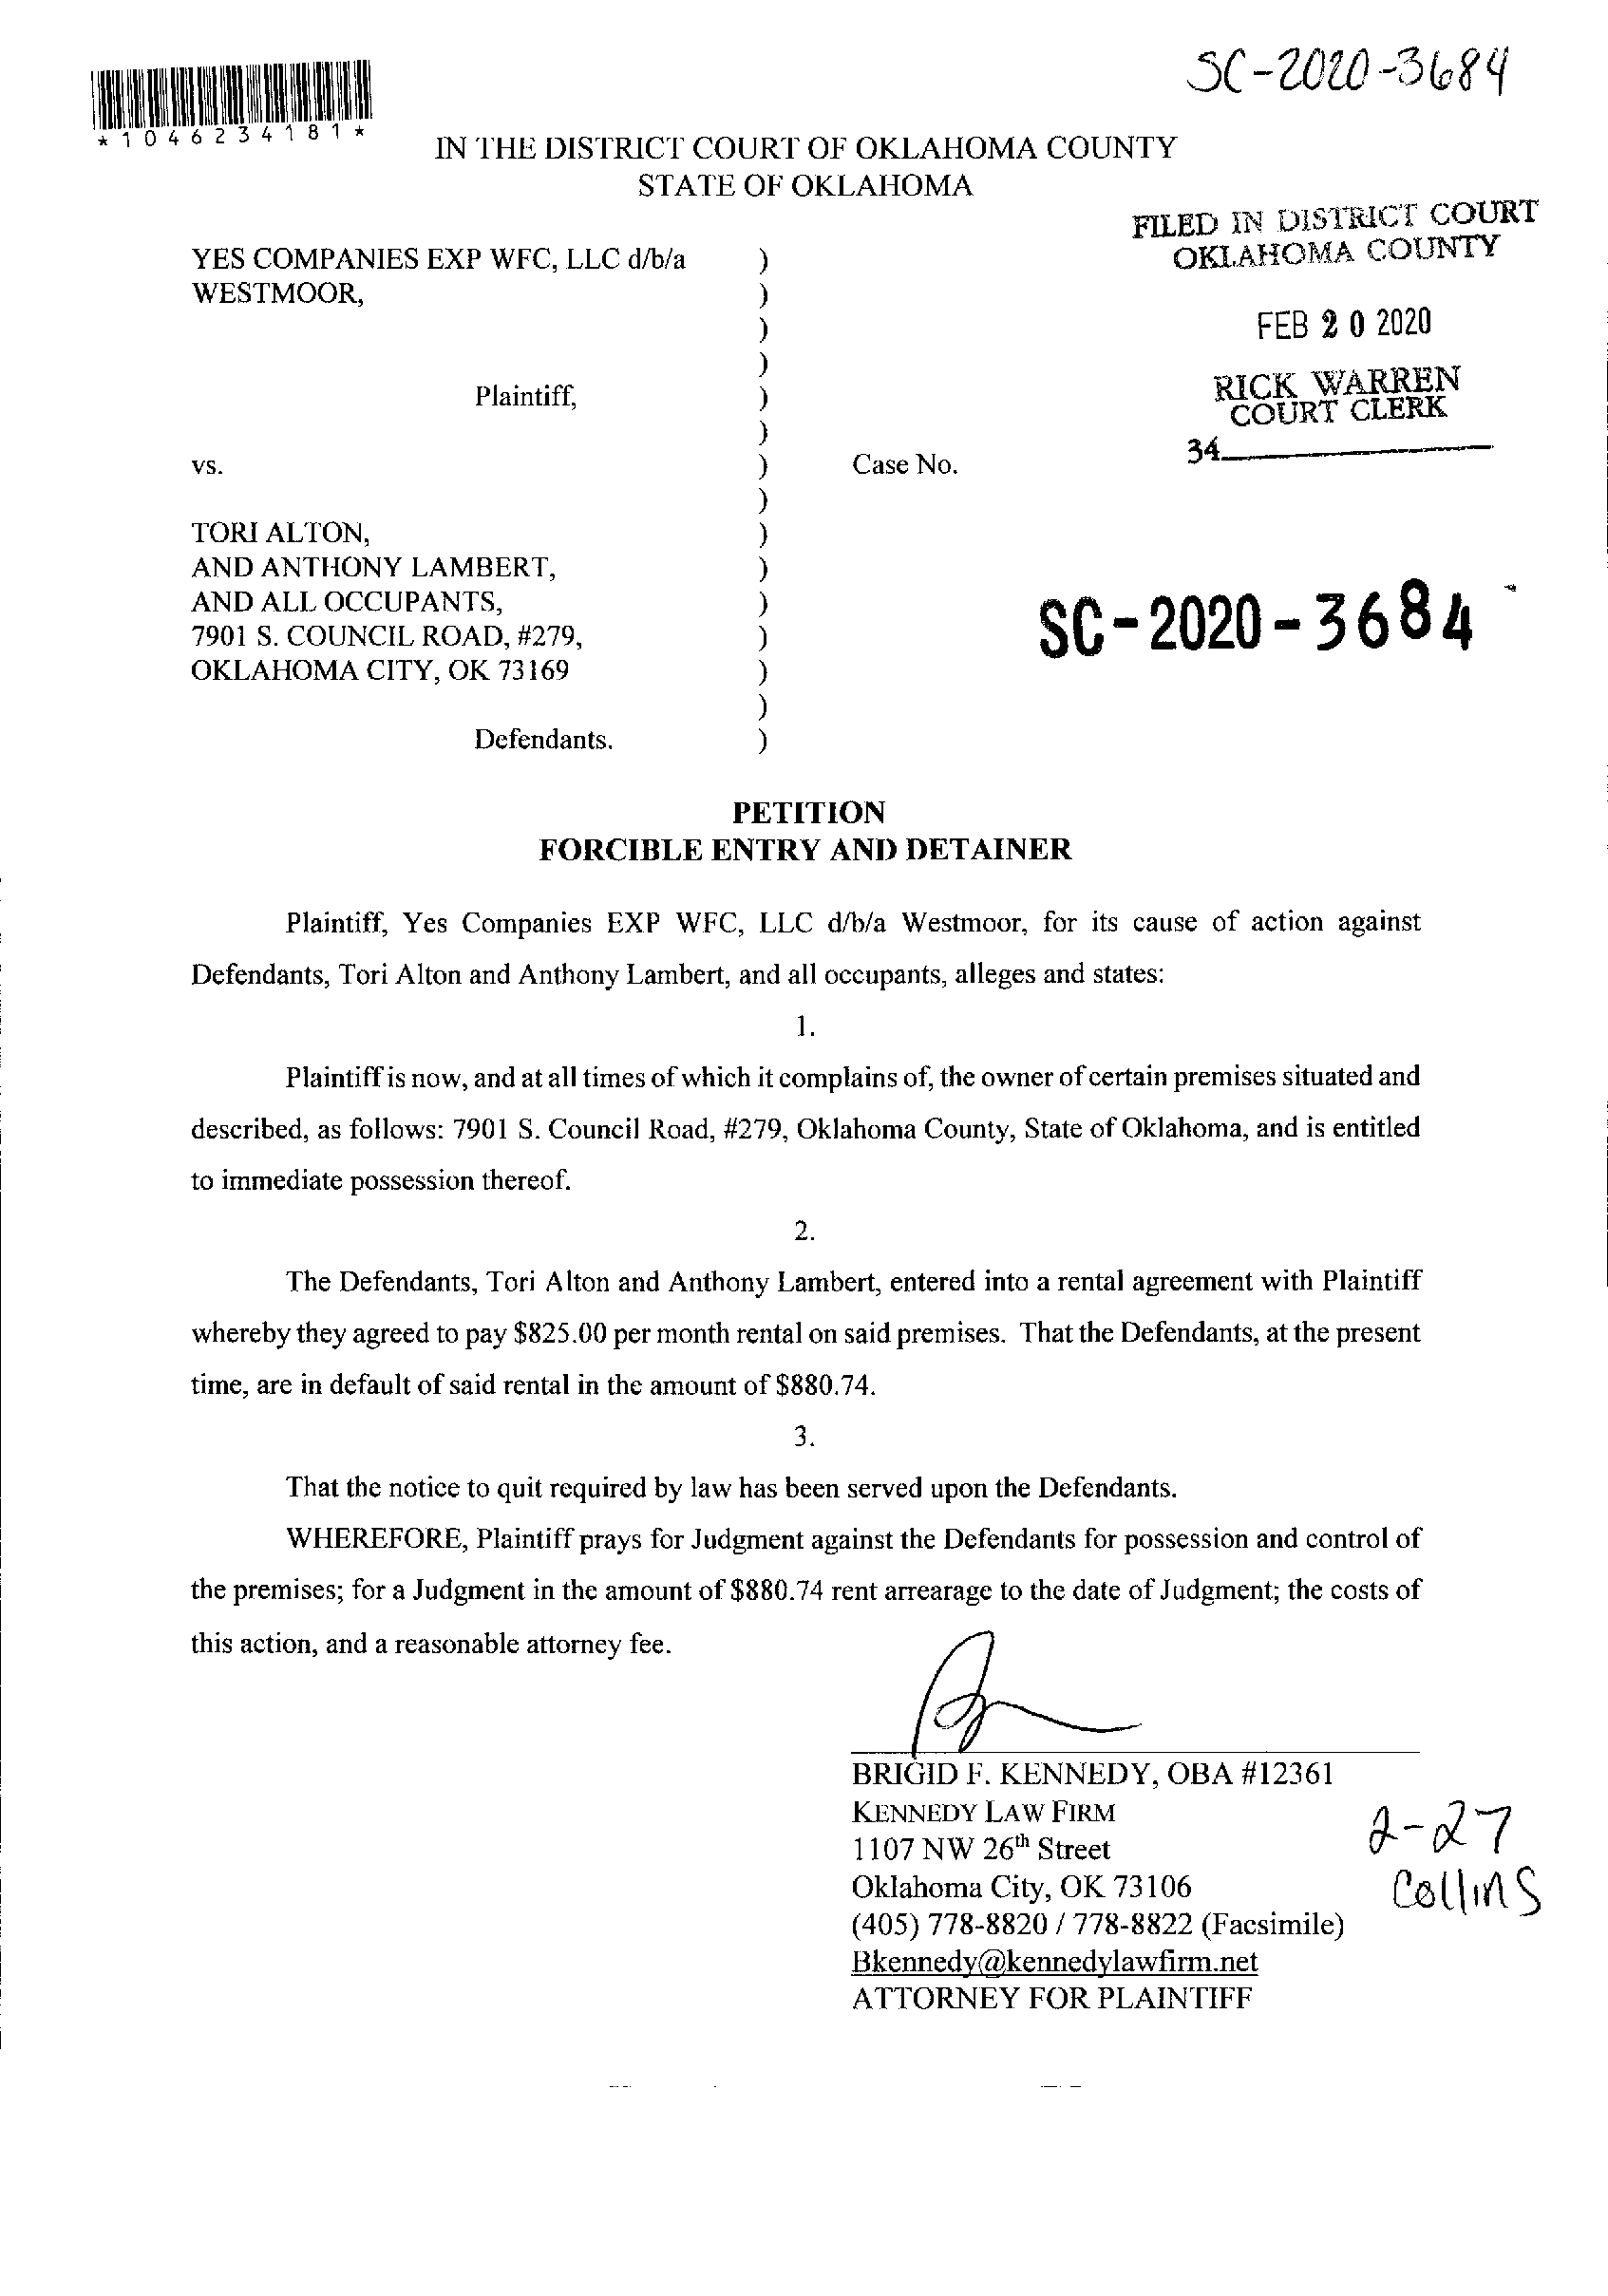 SC-2020-3684
*1046234181*
IN THE DISTRICT COURT OF OKLAHOMA COUNTY
STATE OF OKLAHOMA
FILED IN DISTRICT COURT
OKLAHOMA COUNTY
FEB 20 2020
RICK WARREN
COURT CLERK
34
YES COMPANIES EXP WFC, LLC d/b/a )
WESTMOOR, )
)
)
Plaintiff, )
)
vs. ) Case No.
)
TORI ALTON, )
AND ANTHONY LAMBERT, )
AND ALL OCCUPANTS, )
7901 S. COUNCIL ROAD, #279, )
OKLAHOMA CITY, OK 73169 )
)
Defendants. )
SC-2020-3684
PETITION
FORCIBLE ENTRY AND DETAINER
Plaintiff, Yes Companies EXP WFC, LLC d/b/a Westmoor, for its cause of action against
Defendants, Tori Alton and Anthony Lambert, and all occupants, alleges and states:
1.
Plaintiff is now, and at all times of which it complains of, the owner of certain premises situated and
described, as follows: 7901 S. Council Road, #279, Oklahoma County, State of Oklahoma, and is entitled
to immediate possession thereof.
2.
The Defendants, Tori Alton and Anthony Lambert, entered into a rental agreement with Plaintiff
whereby they agreed to pay $825.00 per month rental on said premises. That the Defendants, at the present
time, are in default of said rental in the amount of $880.74.
3.
That the notice to quit required by law has been served upon the Defendants.
WHEREFORE, Plaintiff prays for Judgment against the Defendants for possession and control of
the premises; for a Judgment in the amount of $880.74 rent arrearage to the date of Judgment; the costs of
this action, and a reasonable attorney fee.
BRIGID F. KENNEDY, OBA #12361
KENNEDY LAW FIRM
1107 NW 26th Street
Oklahoma City, OK 73106
(405) 778-8820 / 778-8822 (Facsimile)
Bkennedy@kennedylawfirm.net
ATTORNEY FOR PLAINTIFF
2-27
Collins